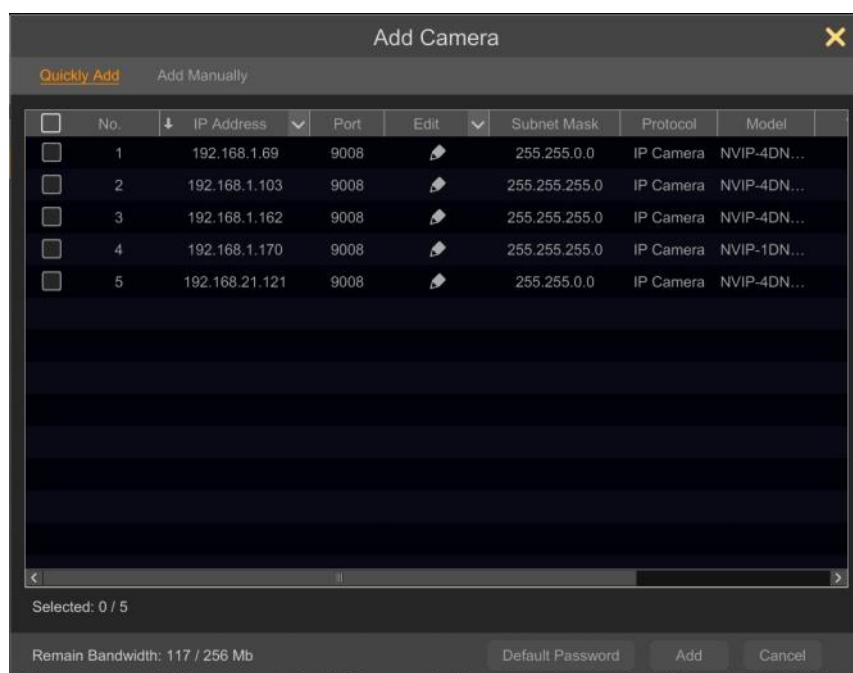 Add Camera
Quickly Add Add Manually
No. IP Address Port Edit Subnet Mask Protocol Model
1 192.168.1.69 9008 255.255.0.0 IP Camera NVIP-4DN...
2 192.168.1.103 9008 255.255.255.0 IP Camera NVIP-4DN...
3 192.168.1.162 9008 255.255.255.0 IP Camera NVIP-4DN...
4 192.168.1.170 9008 255.255.255.0 IP Camera NVIP-1DN...
5 192.168.21.121 9008 255.255.0.0 IP Camera NVIP-4DN...
Selected: 0 / 5
Remain Bandwidth: 117 / 256 Mb Default Password Add Cancel